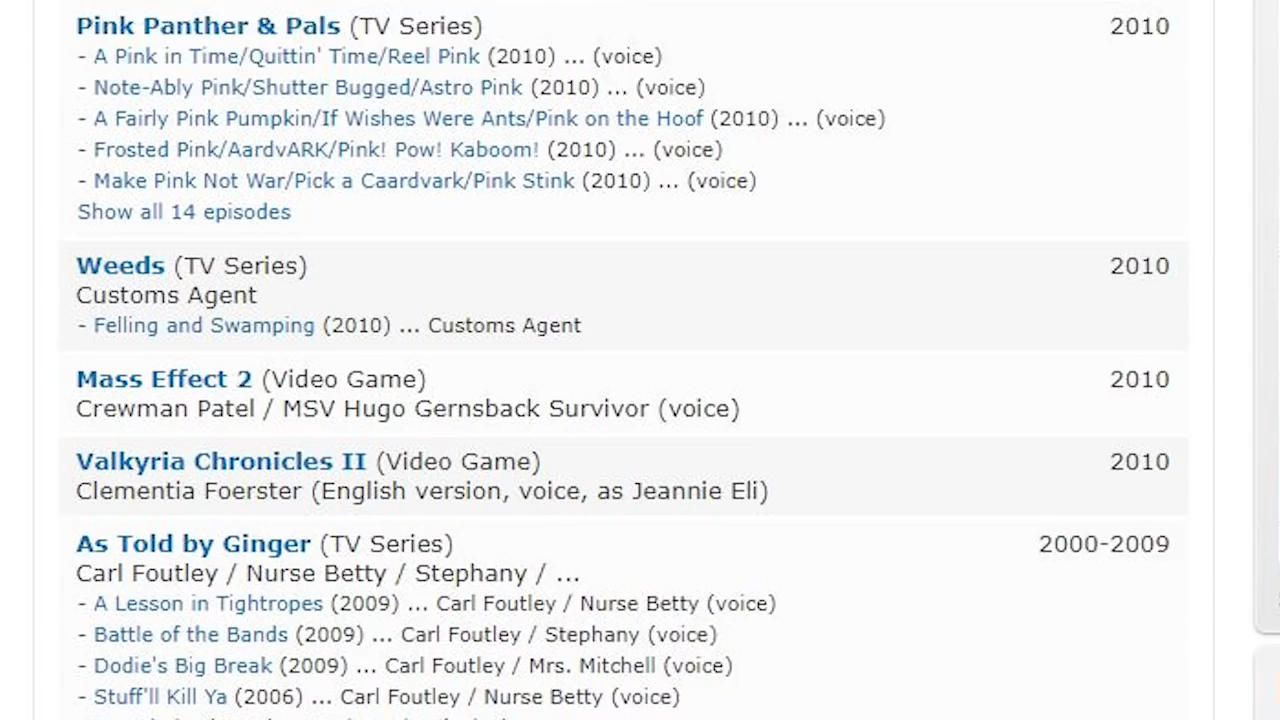 Pink Panther & Pals (TV Series) 2010
- A Pink in Time/Quittin' Time/Reel Pink (2010) ... (voice)
- Note-Ably Pink/Shutter Bugged/Astro Pink (2010) ... (voice)
- A Fairly Pink Pumpkin/If Wishes Were Ants/Pink on the Hoof (2010) ... (voice)
- Frosted Pink/AardvARK/Pink! Pow! Kaboom! (2010) ... (voice)
- Make Pink Not War/Pick a Caardvark/Pink Stink (2010) ... (voice)
Show all 14 episodes
Weeds (TV Series) 2010
Customs Agent
- Felling and Swamping (2010) ... Customs Agent
Mass Effect 2 (Video Game) 2010
Crewman Patel / MSV Hugo Gernsback Survivor (voice)
Valkyria Chronicles II (Video Game) 2010
Clementia Foerster (English version, voice, as Jeannie Eli)
As Told by Ginger (TV Series) 2000-2009
Carl Foutley / Nurse Betty / Stephany / ...
- A Lesson in Tightropes (2009) ... Carl Foutley / Nurse Betty (voice)
- Battle of the Bands (2009) ... Carl Foutley / Stephany (voice)
- Dodie's Big Break (2009) ... Carl Foutley / Mrs. Mitchell (voice)
- Stuff'll Kill Ya (2006) ... Carl Foutley / Nurse Betty (voice)